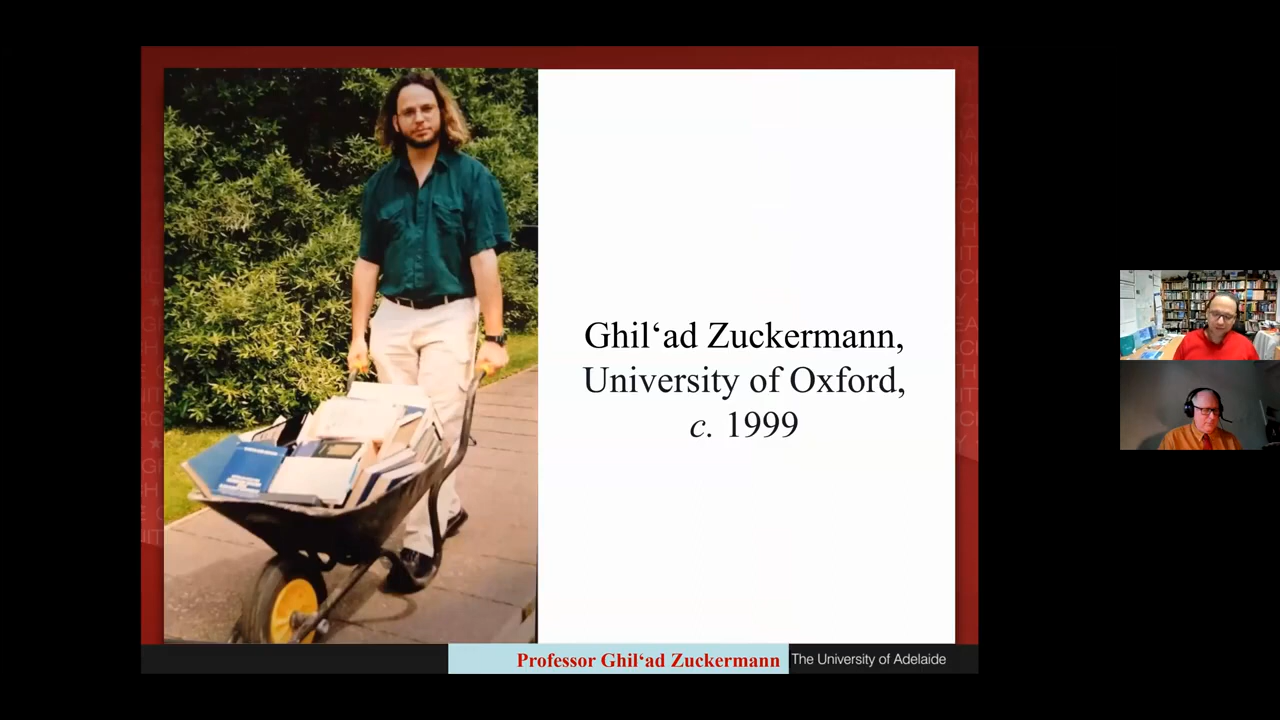 Ghil‘ad Zuckermann,
University of Oxford,
c. 1999
Professor Ghil‘ad Zuckermann
The University of Adelaide